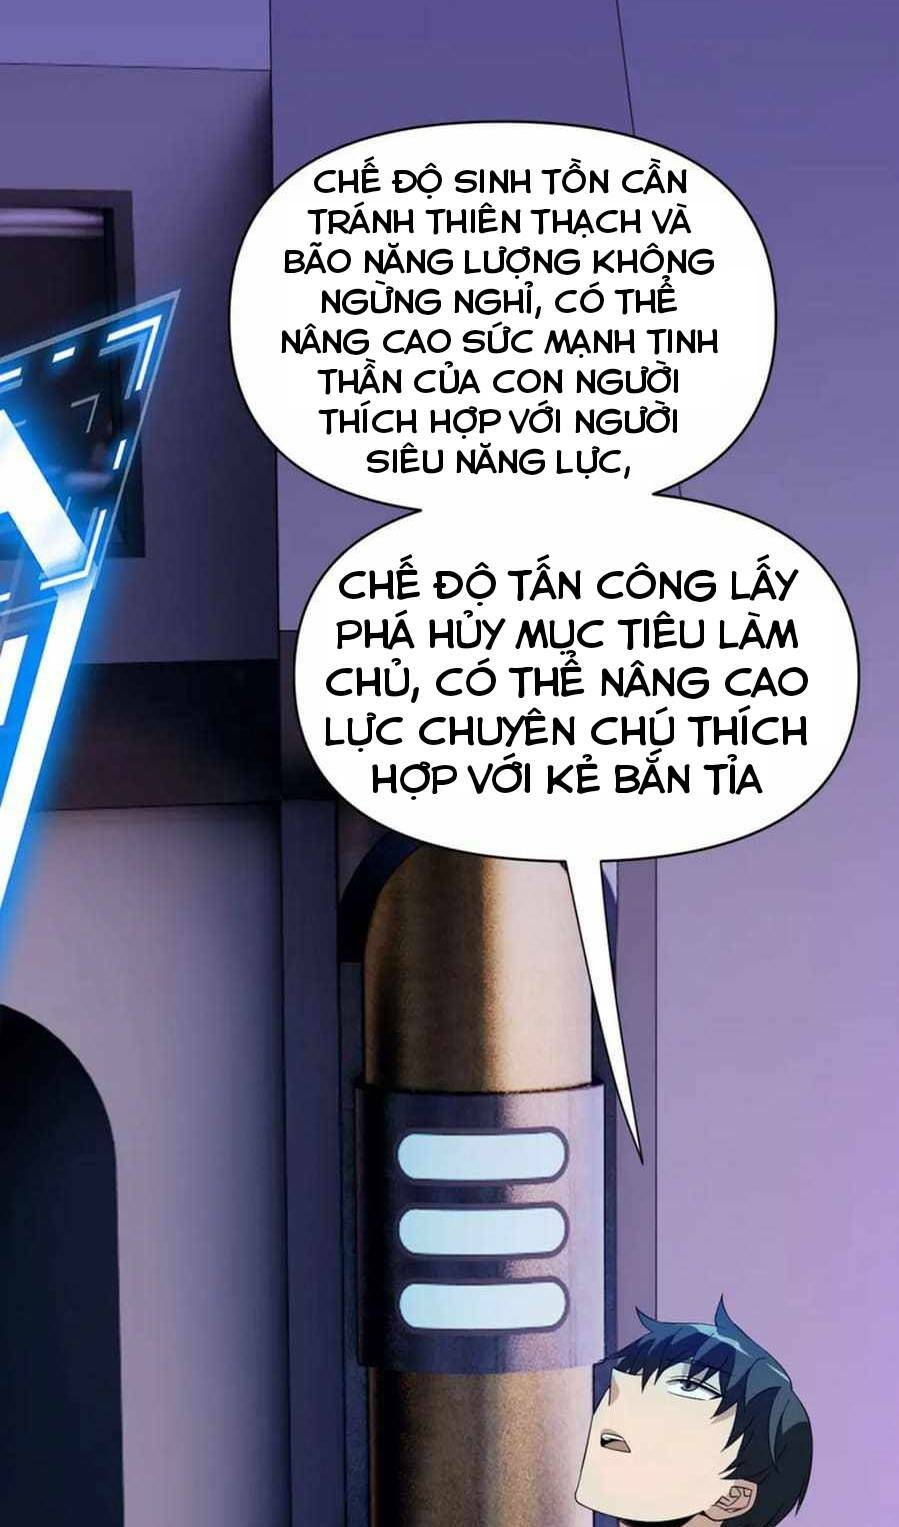 CHẾ ĐỘ SINH TỒN CẦN
TRÁNH THIÊN THẠCH VÀ
BÃO NĂNG LƯỢNG KHÔNG
NGỪNG NGHỈ, CÓ THỂ
NÂNG CAO SỨC MẠNH TINH
THẦN CỦA CON NGƯỜI
THÍCH HỢP VỚI NGƯỜI
SIÊU NĂNG LỰC,
CHẾ ĐỘ TẤN CÔNG LẤY
PHÁ HỦY MỤC TIÊU LÀM
CHỦ, CÓ THỂ NÂNG CAO
LỰC CHUYÊN CHÚ THÍCH
HỢP VỚI KẺ BẮN TỈA